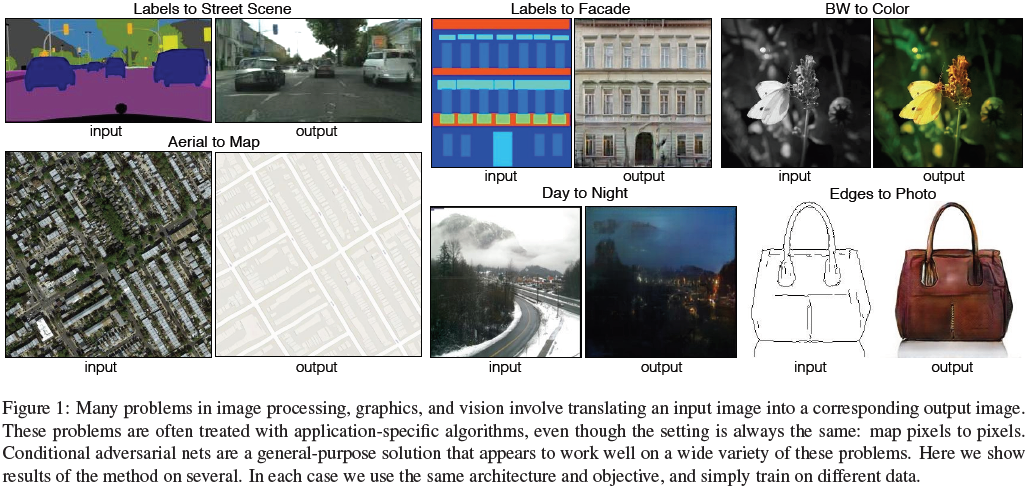 Labels to Street Scene
input
output
Aerial to Map
input
output
Labels to Facade
input
output
BW to Color
input
output
Day to Night
input
output
Edges to Photo
input
output
Figure 1: Many problems in image processing, graphics, and vision involve translating an input image into a corresponding output image.
These problems are often treated with application-specific algorithms, even though the setting is always the same: map pixels to pixels.
Conditional adversarial nets are a general-purpose solution that appears to work well on a wide variety of these problems. Here we show
results of the method on several. In each case we use the same architecture and objective, and simply train on different data.